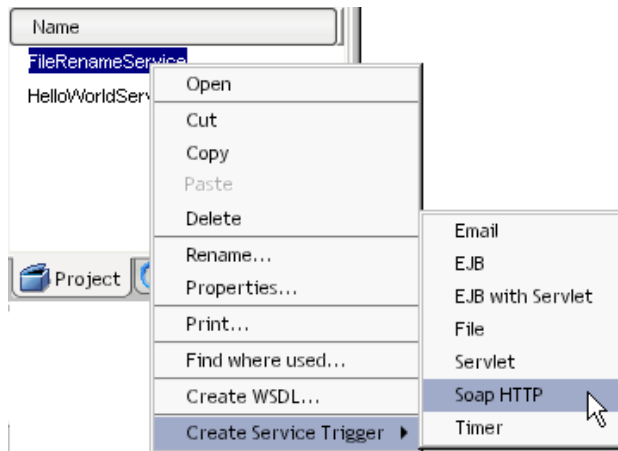 Name
FileRenameService
HelloWorldServ
Open
Cut
Copy
Paste
Delete
Rename...
Properties...
Print...
Find where used...
Create WSDL...
Create Service Trigger
Project
Email
EJB
EJB with Servlet
File
Servlet
Soap HTTP
Timer